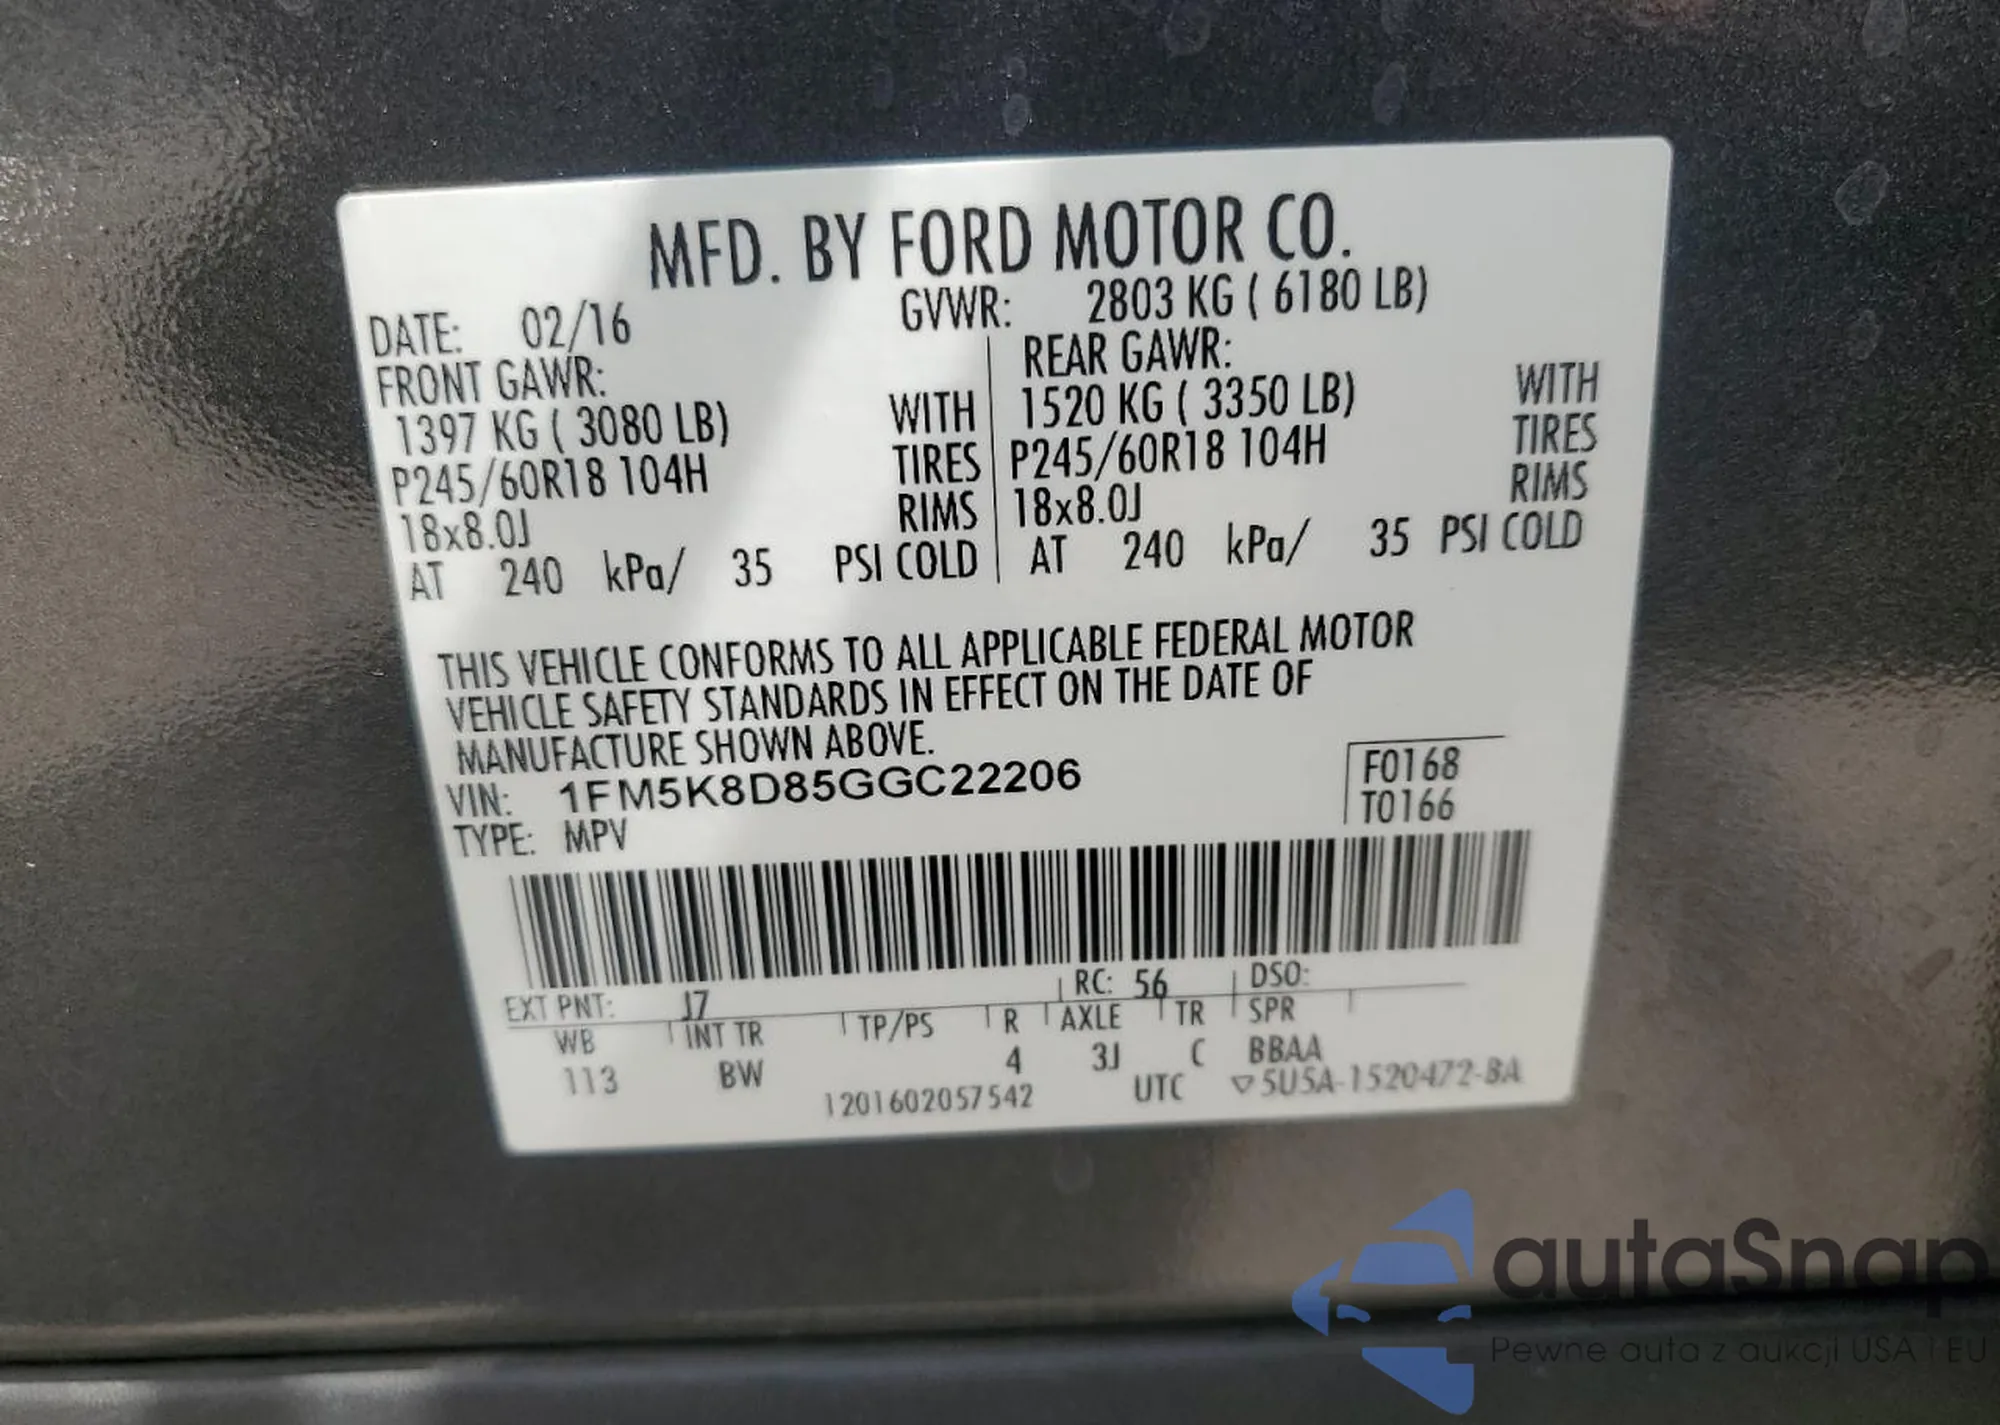 MFD. BY FORD MOTOR CO.
DATE: 02/16 GVWR: 2803 KG ( 6180 LB)
FRONT GAWR: REAR GAWR:
1397 KG ( 3080 LB) WITH 1520 KG ( 3350 LB) WITH
P245/60R18 104H TIRES P245/60R18 104H TIRES
18x8.0J RIMS 18x8.0J RIMS
AT 240 kPa/ 35 PSI COLD AT 240 kPa/ 35 PSI COLD
THIS VEHICLE CONFORMS TO ALL APPLICABLE FEDERAL MOTOR
VEHICLE SAFETY STANDARDS IN EFFECT ON THE DATE OF
MANUFACTURE SHOWN ABOVE.
VIN: 1FM5K8D85GGC22206 F0168
TYPE: MPV T0166
EXT PNT: J7 RC: 56 DSO:
WB INT TR TP/PS R AXLE TR SPR
113 BW 4 3J C BBAA
1201602057542 UTC ▽5U5A-1520472-BA
autoSnap
Pewne auta z aukcji USA i EU